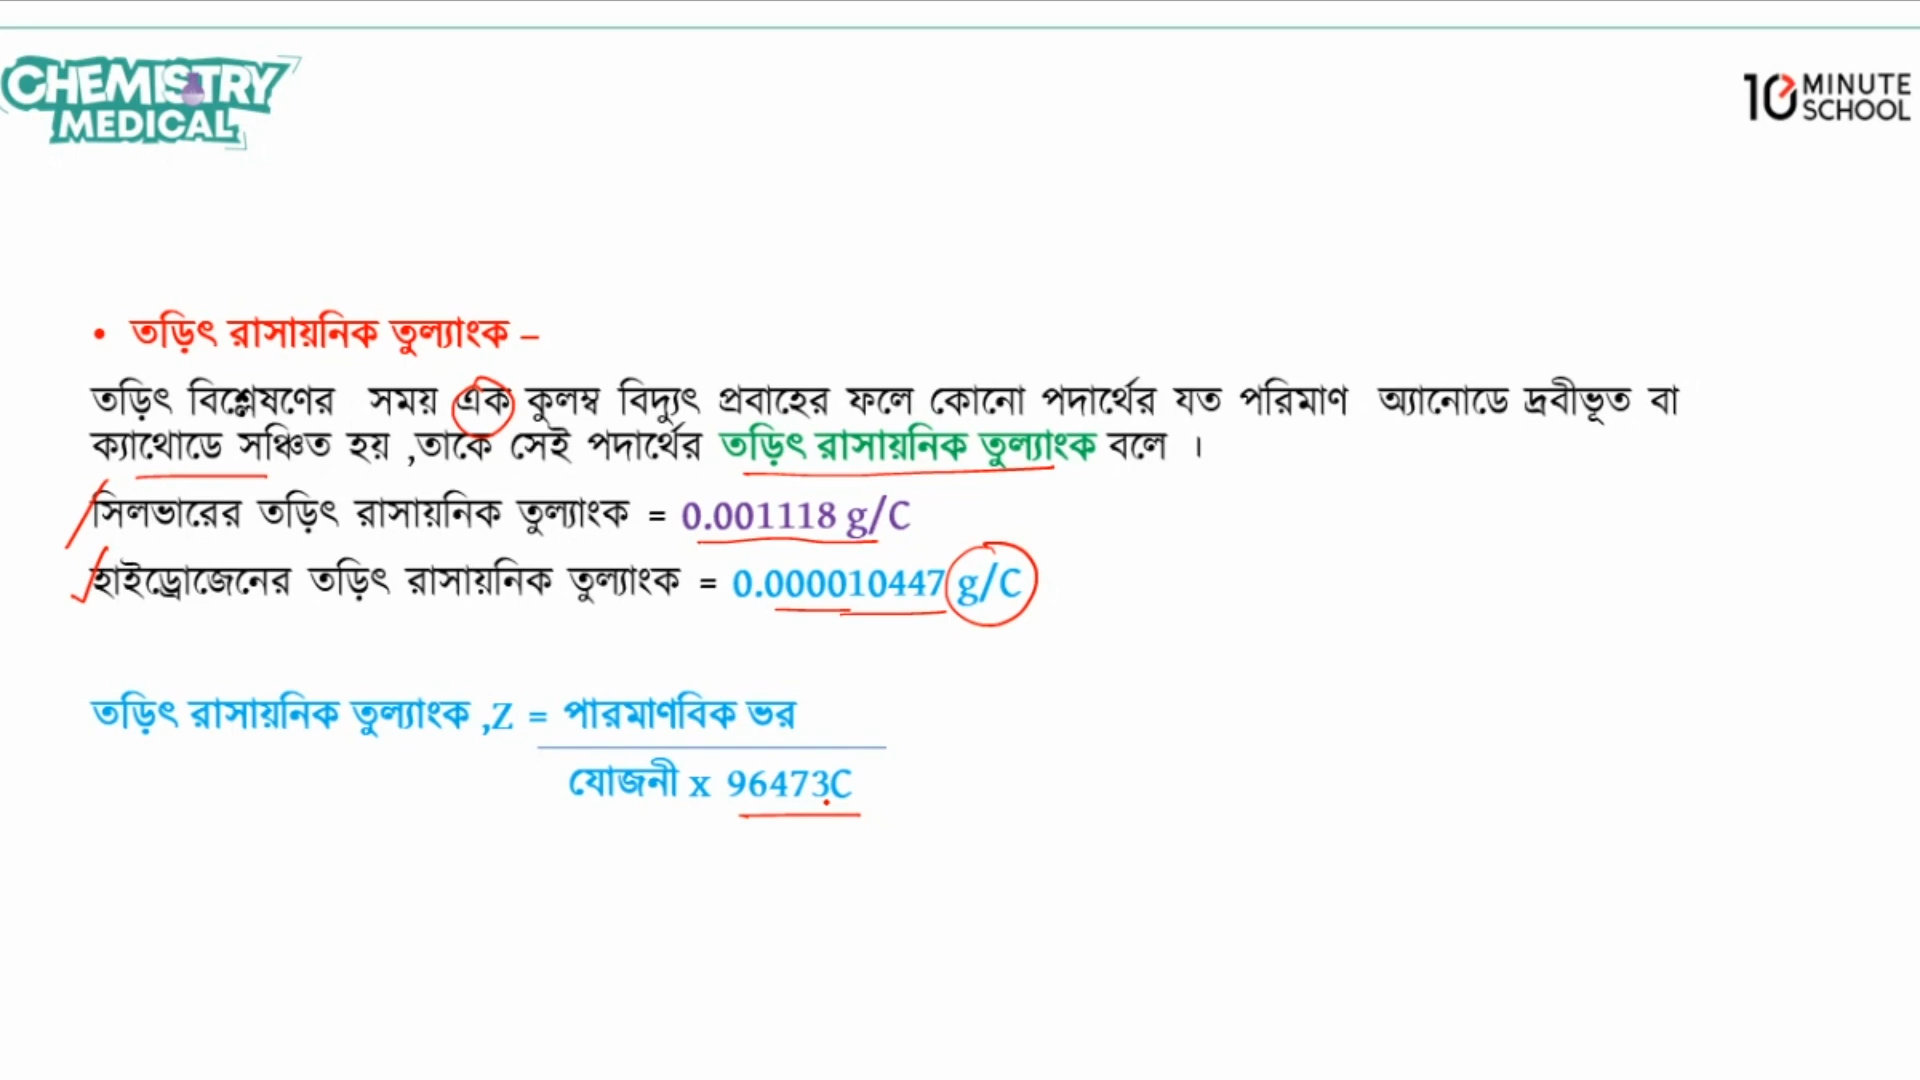 CHEMISTRY
MEDICAL
10 MINUTE
SCHOOL
• তড়িৎ রাসায়নিক তুল্যাংক –
তড়িৎ বিশ্লেষণের সময় এক কুলম্ব বিদ্যুৎ প্রবাহের ফলে কোনো পদার্থের যত পরিমাণ অ্যানোডে দ্রবীভূত বা
ক্যাথোডে সঞ্চিত হয় ,তাকে সেই পদার্থের তড়িৎ রাসায়নিক তুল্যাংক বলে ।
সিলভারের তড়িৎ রাসায়নিক তুল্যাংক = 0.001118 g/C
হাইড্রোজেনের তড়িৎ রাসায়নিক তুল্যাংক = 0.000010447 g/C
তড়িৎ রাসায়নিক তুল্যাংক ,Z = পারমাণবিক ভর
যোজনী x 96473C